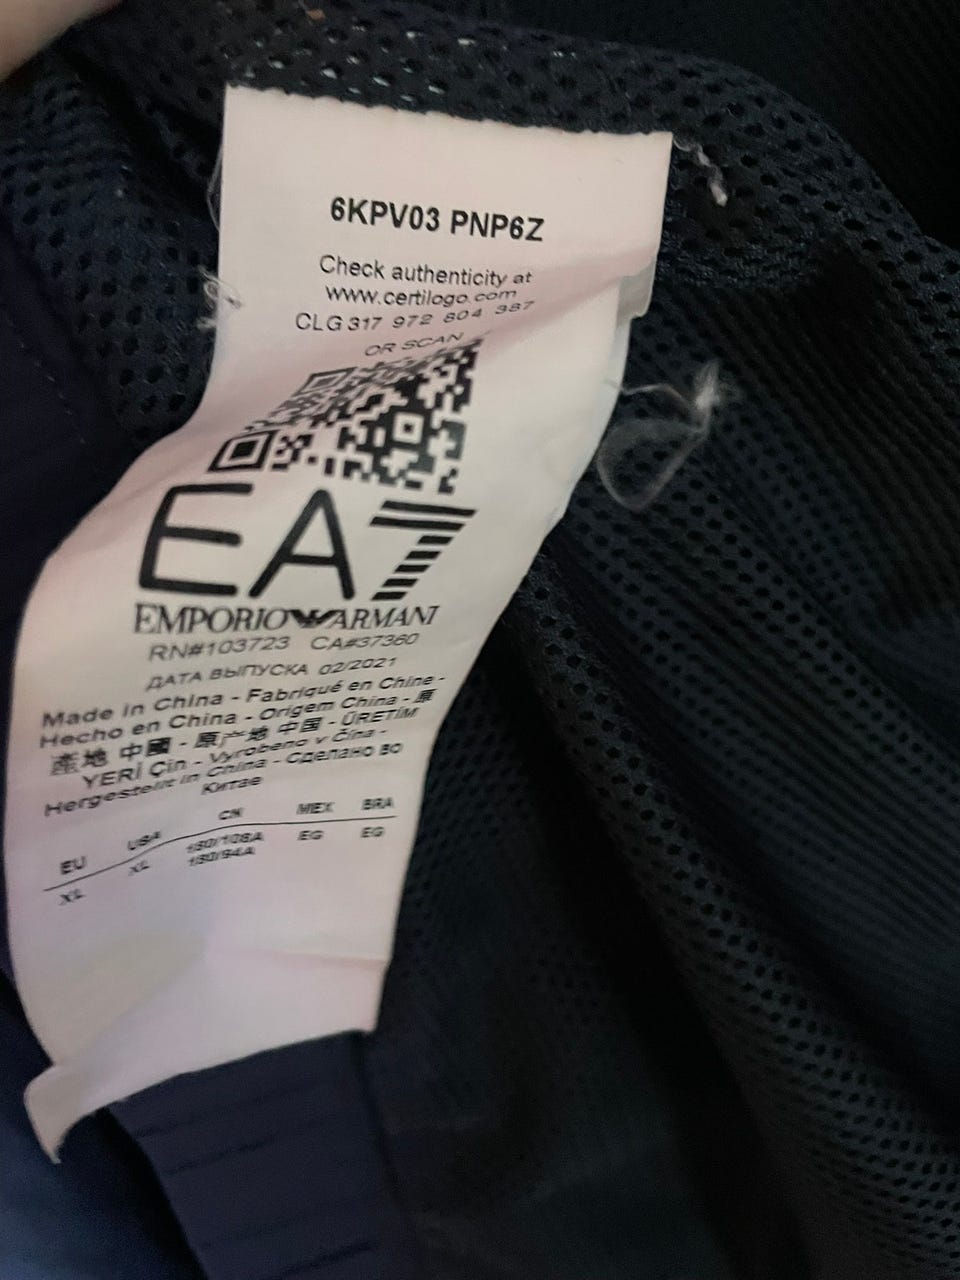 6KPV03 PNP6Z
Check authenticity at
www.certilogo.com
CLG 317 972 804 387
OR SCAN
EA7
EMPORIO ARMANI
RN#103723 CA#37360
ДАТА ВЫПУСКА 02/2021
Made in China - Fabriqué en Chine -
Hecho en China - Origem China - 原
產地 中國 - 原产地 中国 - ÜRETİM
YERİ Çin - Vyrobeno v Čína -
Hergestellt in China - Сделано во
Китае
EU USA CN MEX BRA
XL XL 180/108A EG EG
180/94A